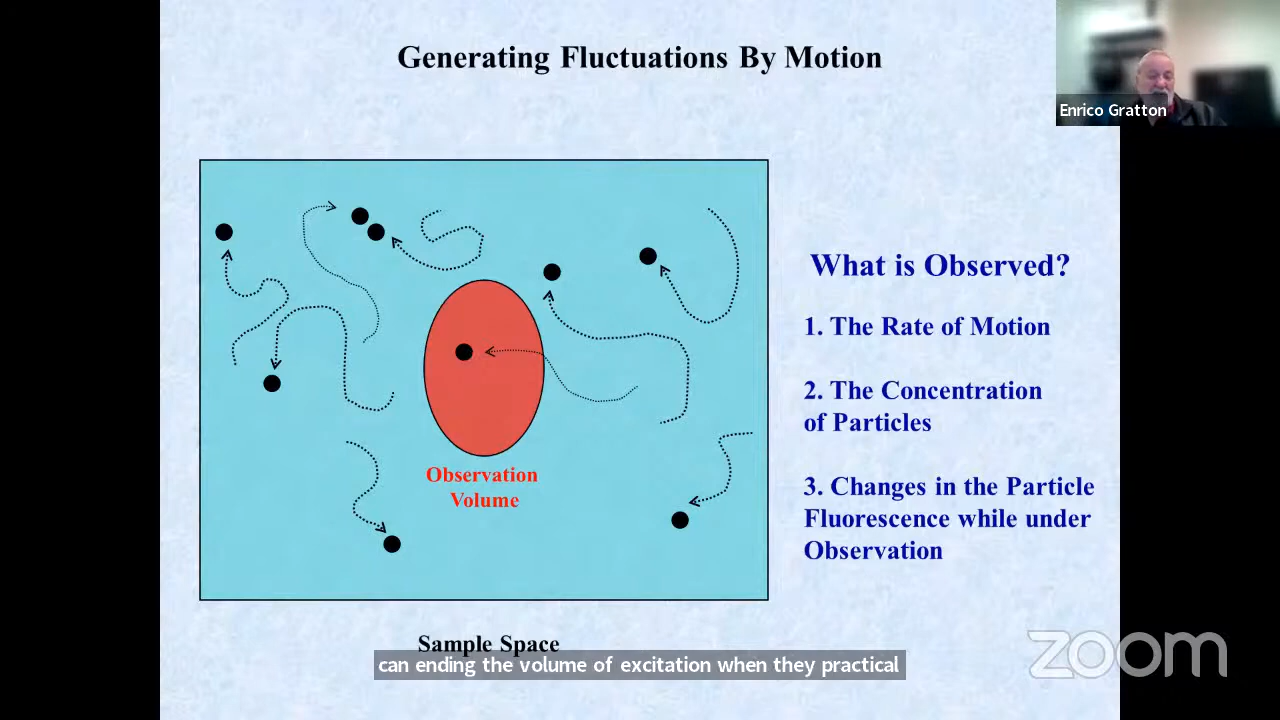 Generating Fluctuations By Motion
Enrico Gratton
What is Observed?
1. The Rate of Motion
2. The Concentration
of Particles
3. Changes in the Particle
Fluorescence while under
Observation
Observation
Volume
Sample Space
can ending the volume of excitation when they practical
zoom